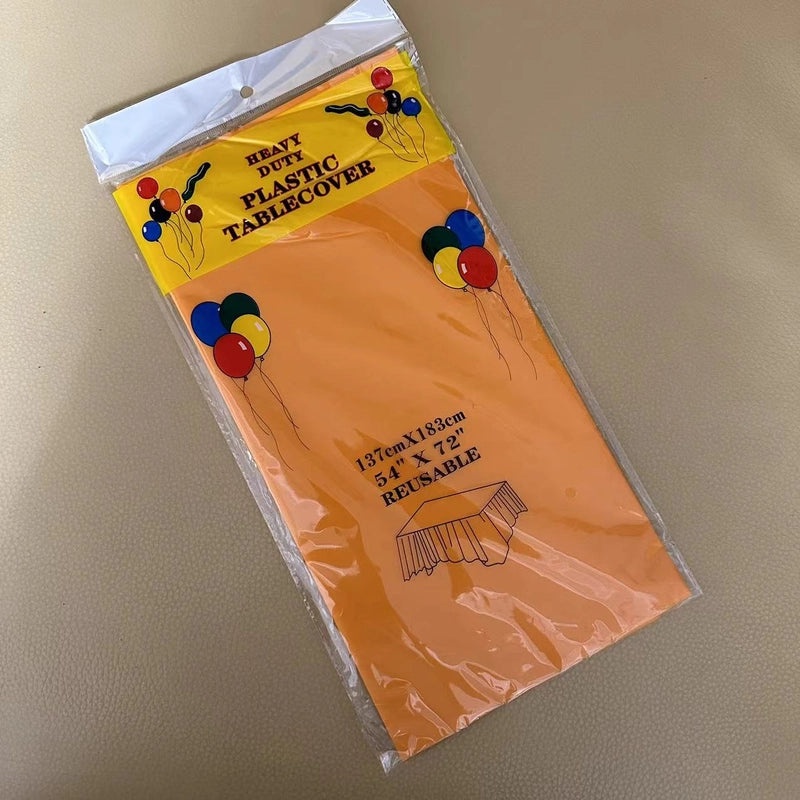 HEAVY
DUTY
PLASTIC
TABLECOVER
137cmX183cm
54" X 72"
REUSABLE